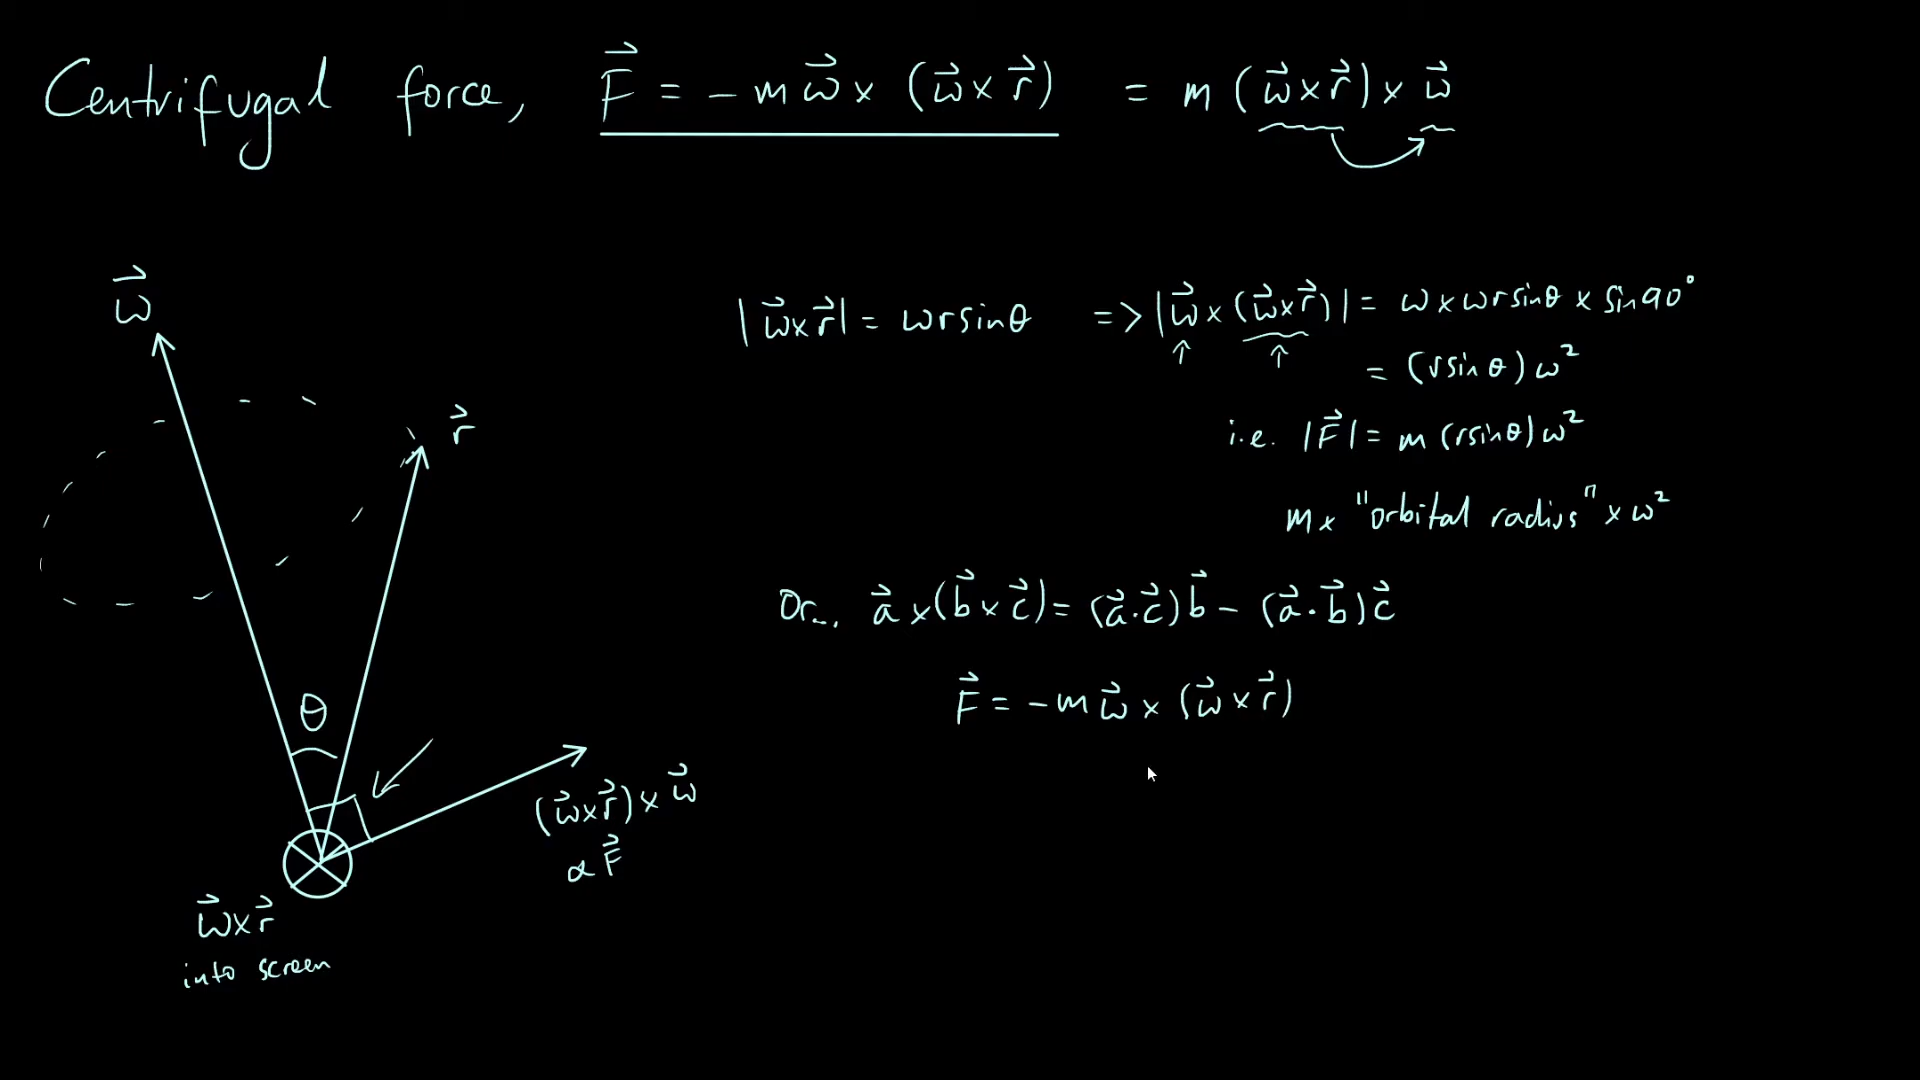 Centrifugal force, F⃗ = - m ω⃗ × (ω⃗ × r⃗) = m (ω⃗ × r⃗) × ω⃗
ω⃗
r⃗
θ
(ω⃗ × r⃗) × ω⃗
∝ F⃗
ω⃗ × r⃗
into screen
|ω⃗ × r⃗| = ωr sinθ => |ω⃗ × (ω⃗ × r⃗)| = ω × ωr sinθ × sin90°
= (r sinθ) ω²
i.e. |F⃗| = m (r sinθ) ω²
m × "orbital radius" × ω²
Or... a⃗ × (b⃗ × c⃗) = (a⃗ · c⃗) b⃗ - (a⃗ · b⃗) c⃗
F⃗ = - m ω⃗ × (ω⃗ × r⃗)